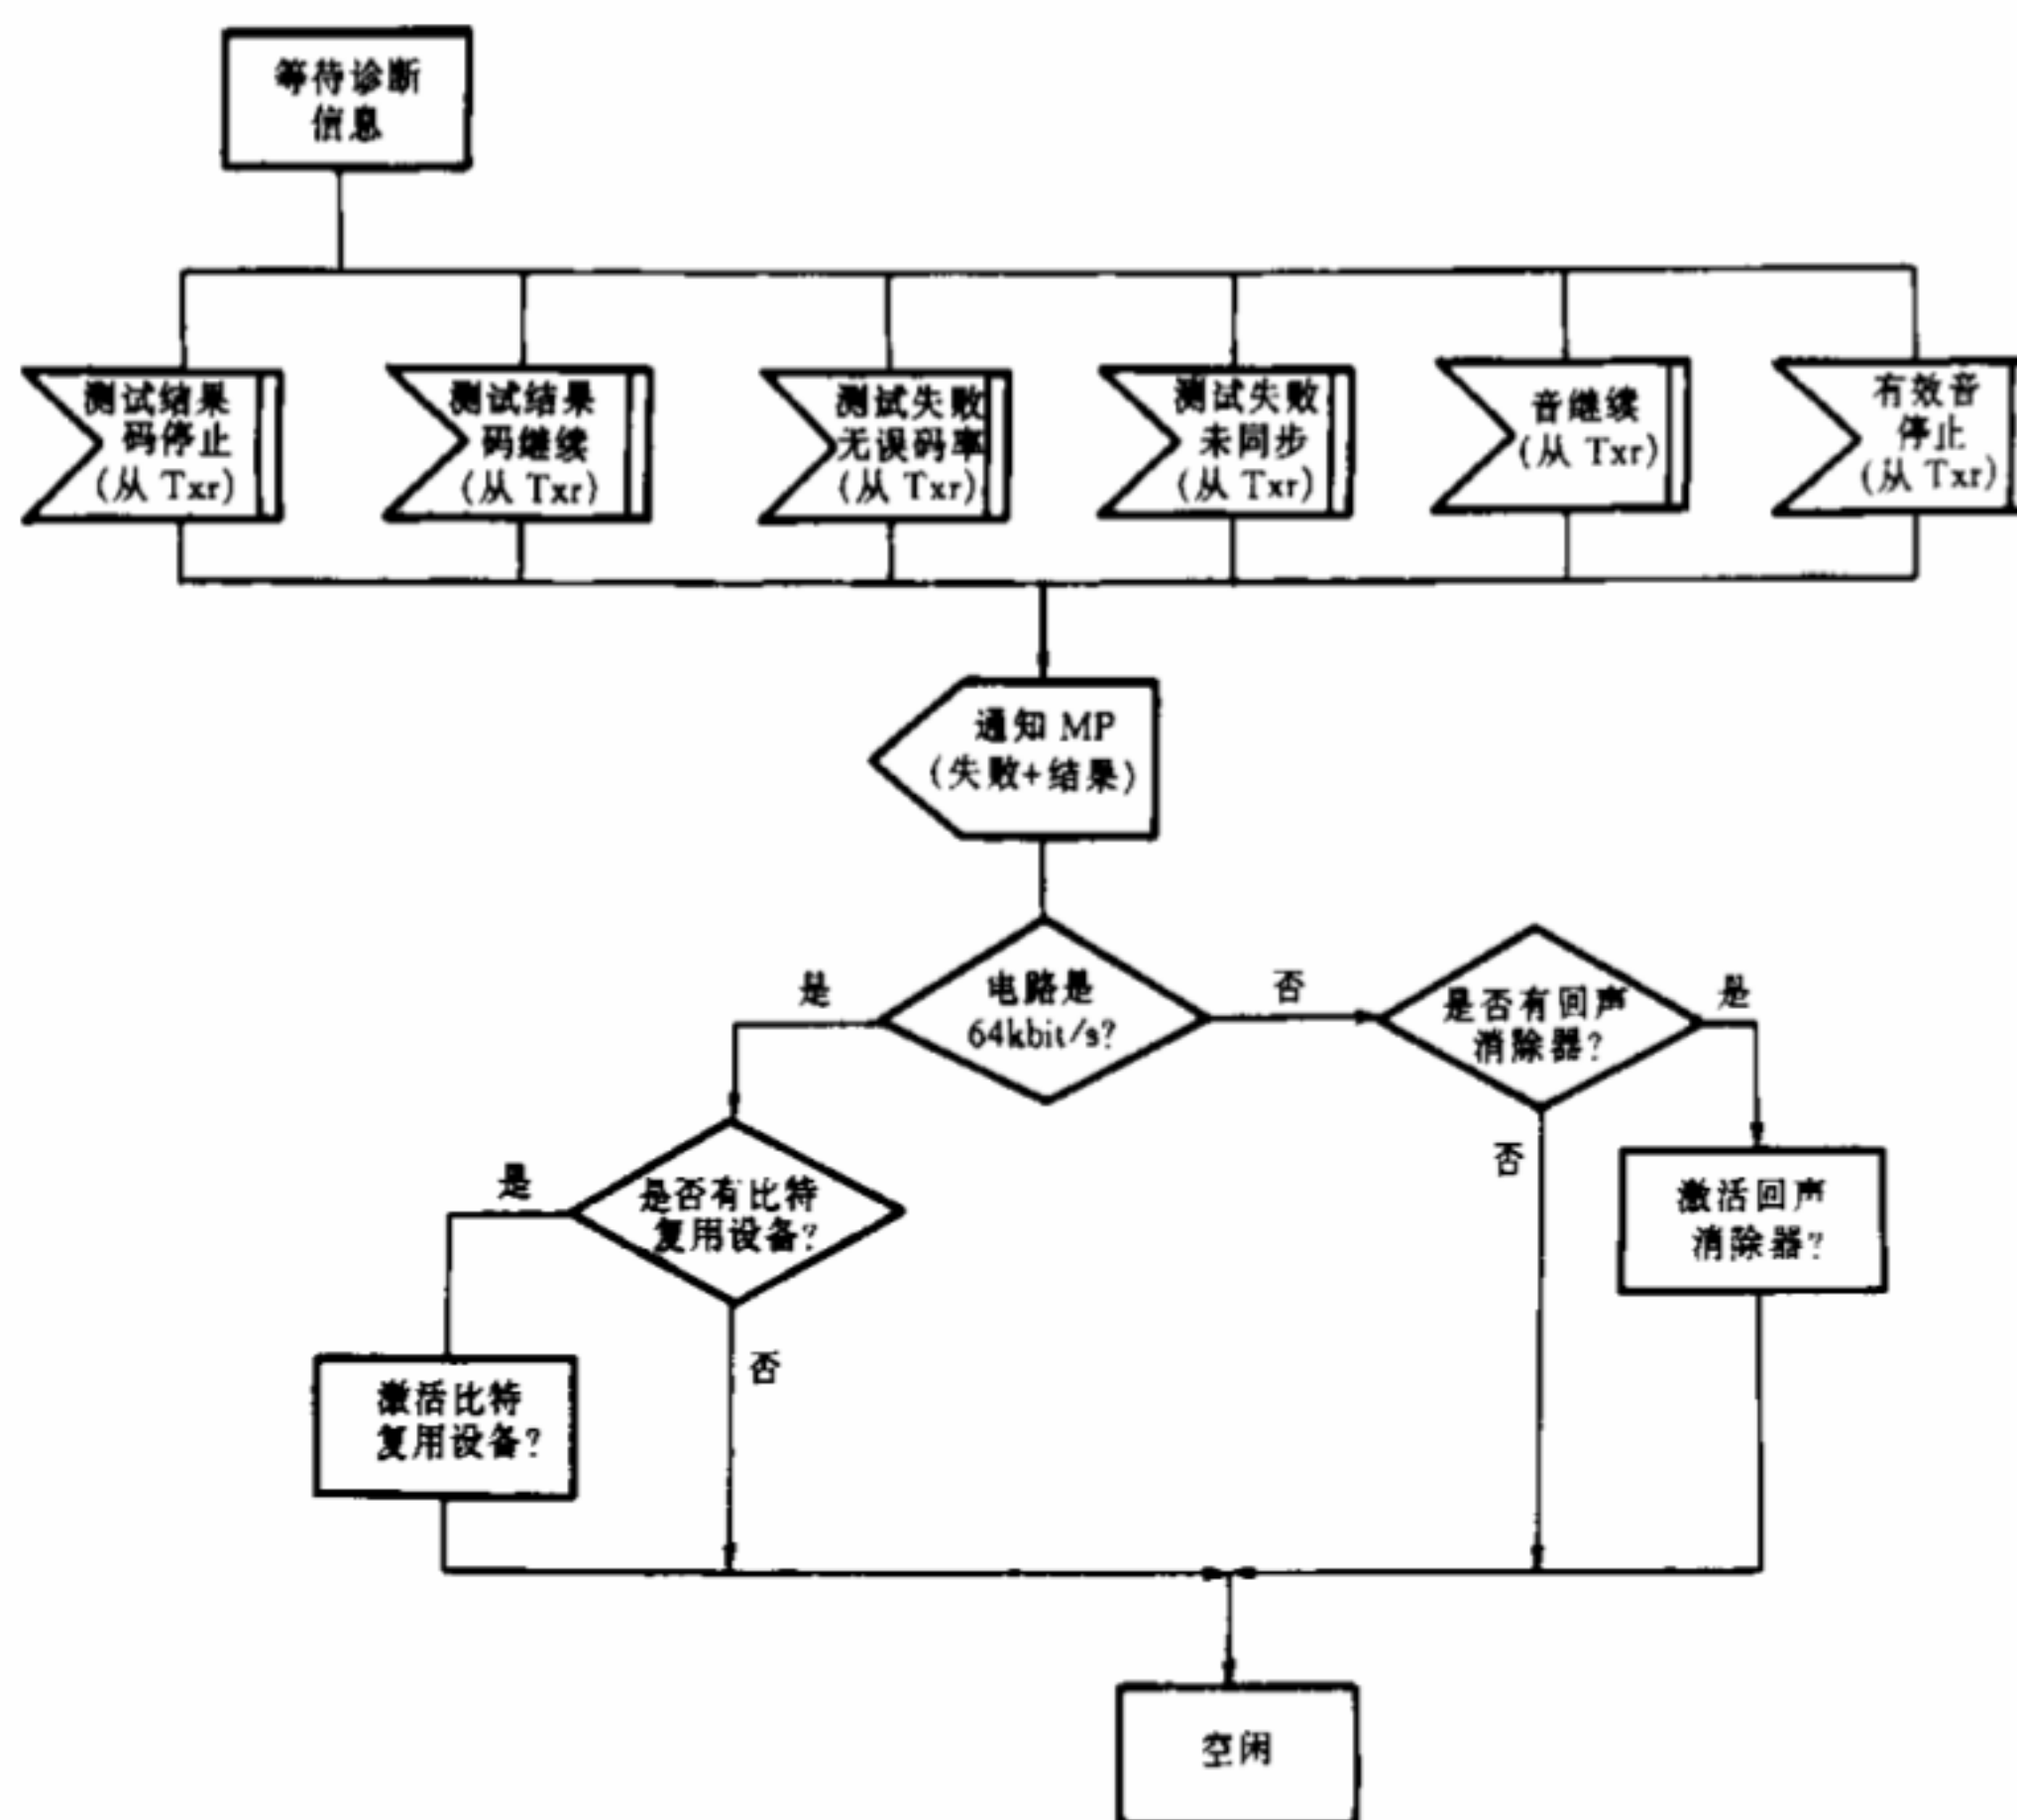 等待诊断
信息
测试结果
码停止
(从 Txr)
测试结果
码继续
(从 Txr)
测试失败
无误码率
(从 Txr)
测试失败
未同步
(从 Txr)
音继续
(从 Txr)
有效音
停止
(从 Txr)
通知 MP
(失败+结果)
电路是
64kbit/s?
是
否
是否有回声
消除器?
是
否
激活回声
消除器?
是否有比特
复用设备?
是
否
激活比特
复用设备?
空闲